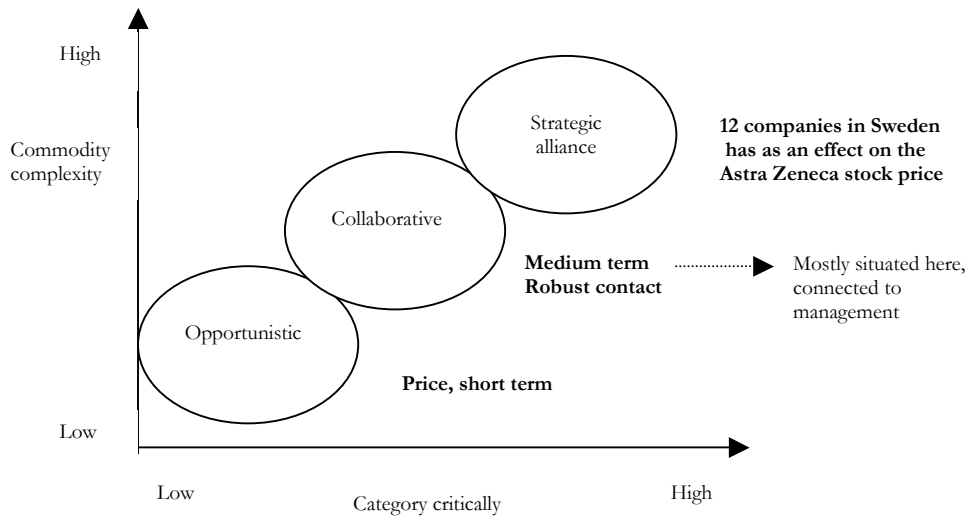 High
Strategic
alliance
12 companies in Sweden
has as an effect on the
Astra Zeneca stock price
Commodity
complexity
Collaborative
Medium term
Robust contact
Mostly situated here,
connected to
management
Opportunistic
Price, short term
Low
Low
Category critically
High